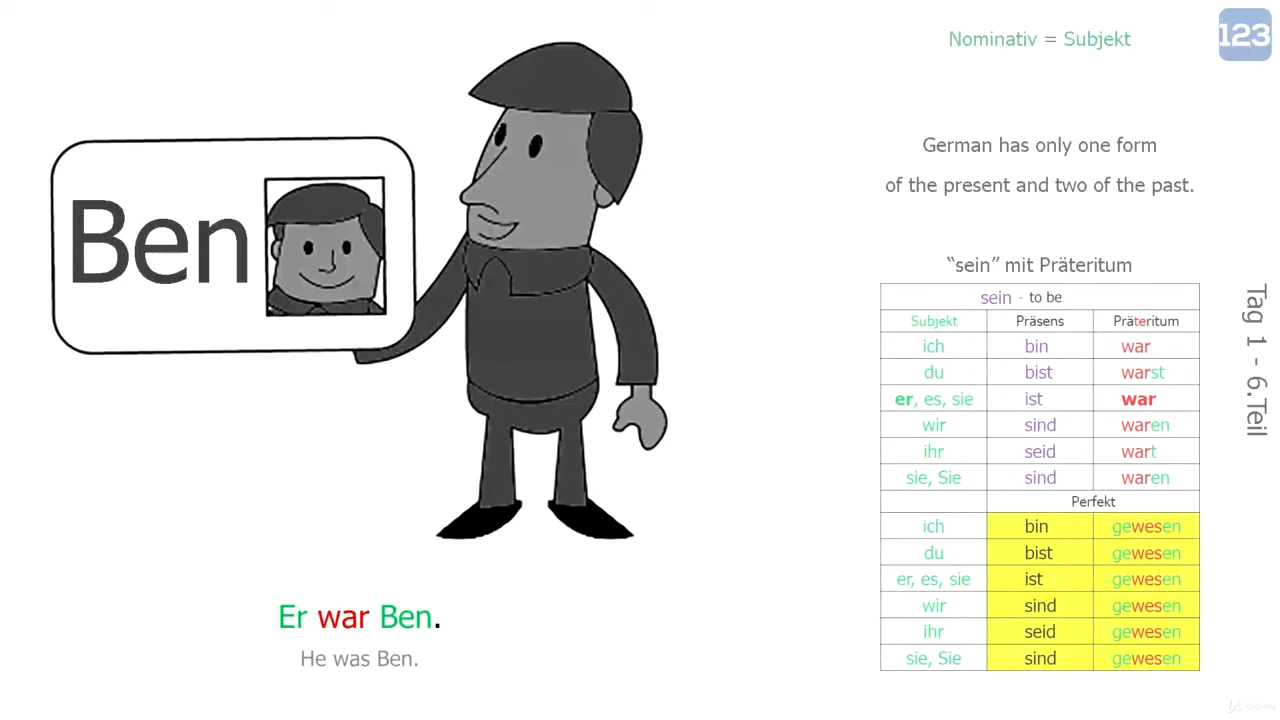 Nominativ = Subjekt
123
German has only one form
of the present and two of the past.
Ben
"sein" mit Präteritum
sein - to be
Subjekt Präsens Präteritum
ich bin war
du bist warst
er, es, sie ist war
wir sind waren
ihr seid wart
sie, Sie sind waren
Perfekt
ich bin gewesen
du bist gewesen
er, es, sie ist gewesen
wir sind gewesen
ihr seid gewesen
sie, Sie sind gewesen
Tag 1 - 6.Teil
Er war Ben.
He was Ben.